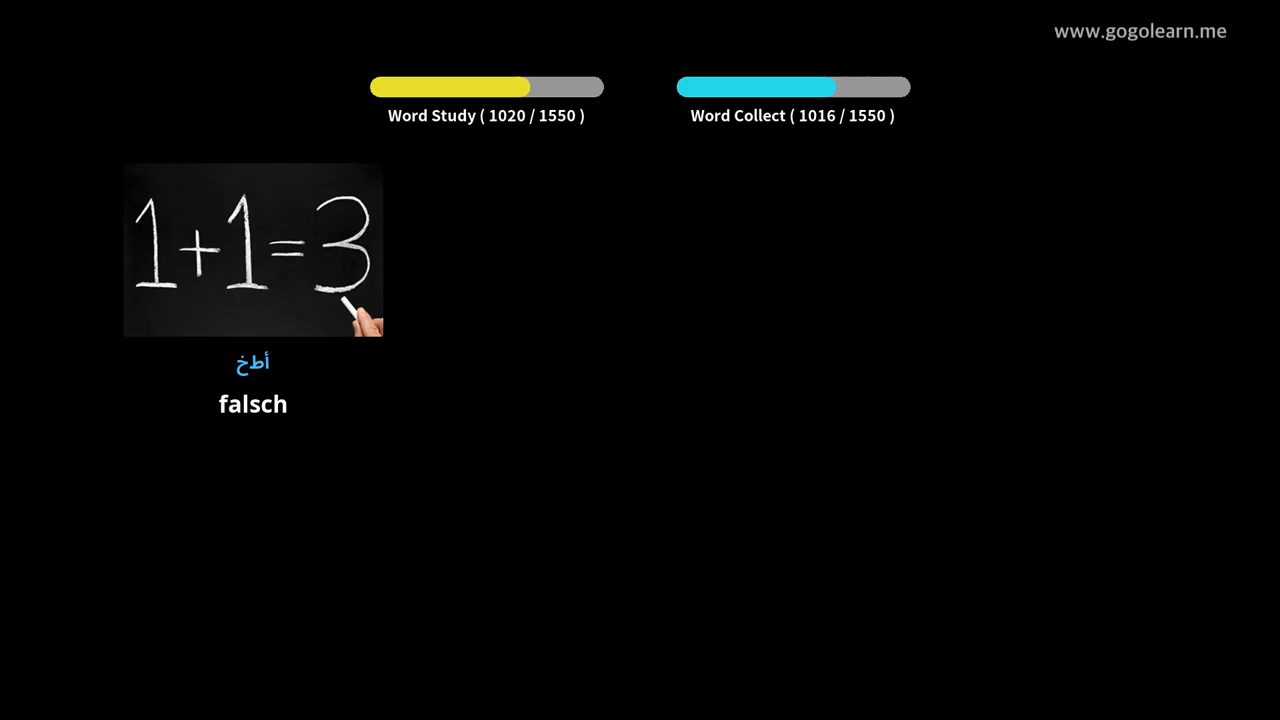 www.gogolearn.me
Word Study ( 1020 / 1550 )
Word Collect ( 1016 / 1550 )
1+1=3
أطخ
falsch